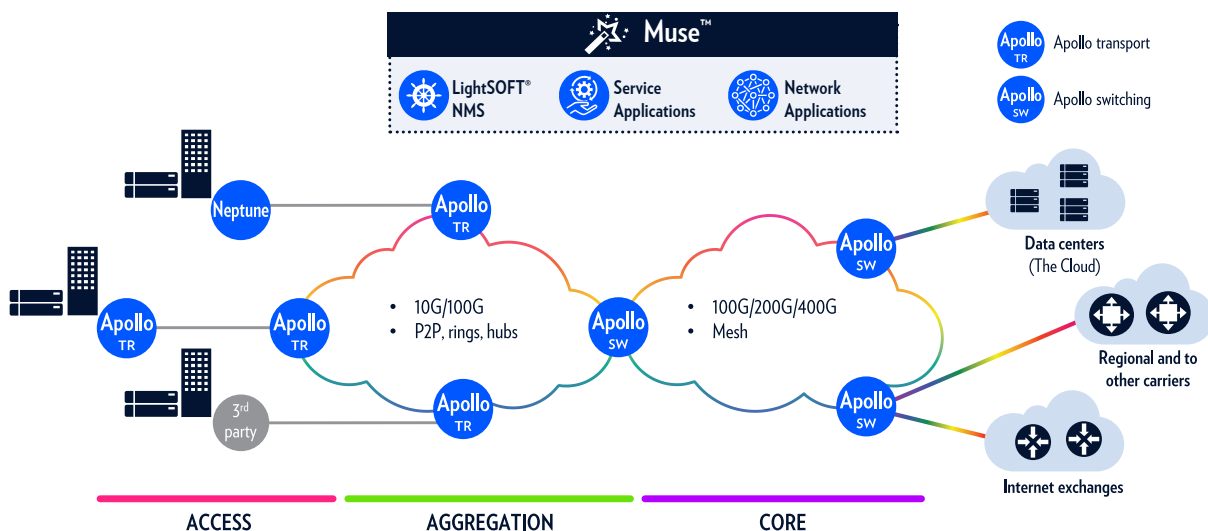 Muse™
LightSOFT®
NMS
Service
Applications
Network
Applications
Apollo
TR
Apollo transport
Apollo
SW
Apollo switching
Neptune
Apollo
TR
Apollo
SW
Data centers
(The Cloud)
Apollo
TR
Apollo
TR
• 10G/100G
• P2P, rings, hubs
Apollo
SW
• 100G/200G/400G
• Mesh
Regional and to
other carriers
3rd
party
Apollo
TR
Apollo
SW
Internet exchanges
ACCESS
AGGREGATION
CORE